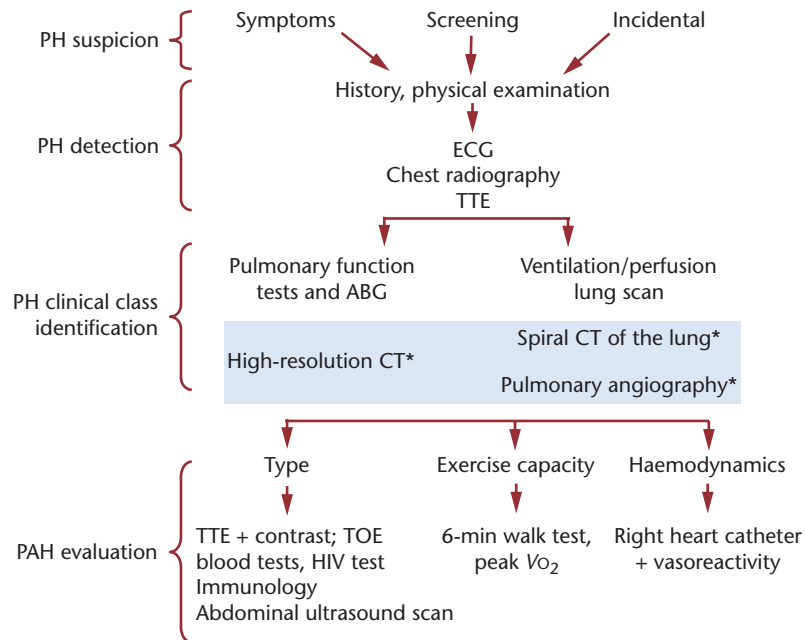 PH suspicion
Symptoms
Screening
Incidental
History, physical examination
PH detection
ECG
Chest radiography
TTE
PH clinical class
identification
Pulmonary function
tests and ABG
Ventilation/perfusion
lung scan
High-resolution CT*
Spiral CT of the lung*
Pulmonary angiography*
PAH evaluation
Type
Exercise capacity
Haemodynamics
TTE + contrast; TOE
blood tests, HIV test
Immunology
Abdominal ultrasound scan
6-min walk test,
peak VO₂
Right heart catheter
+ vasoreactivity